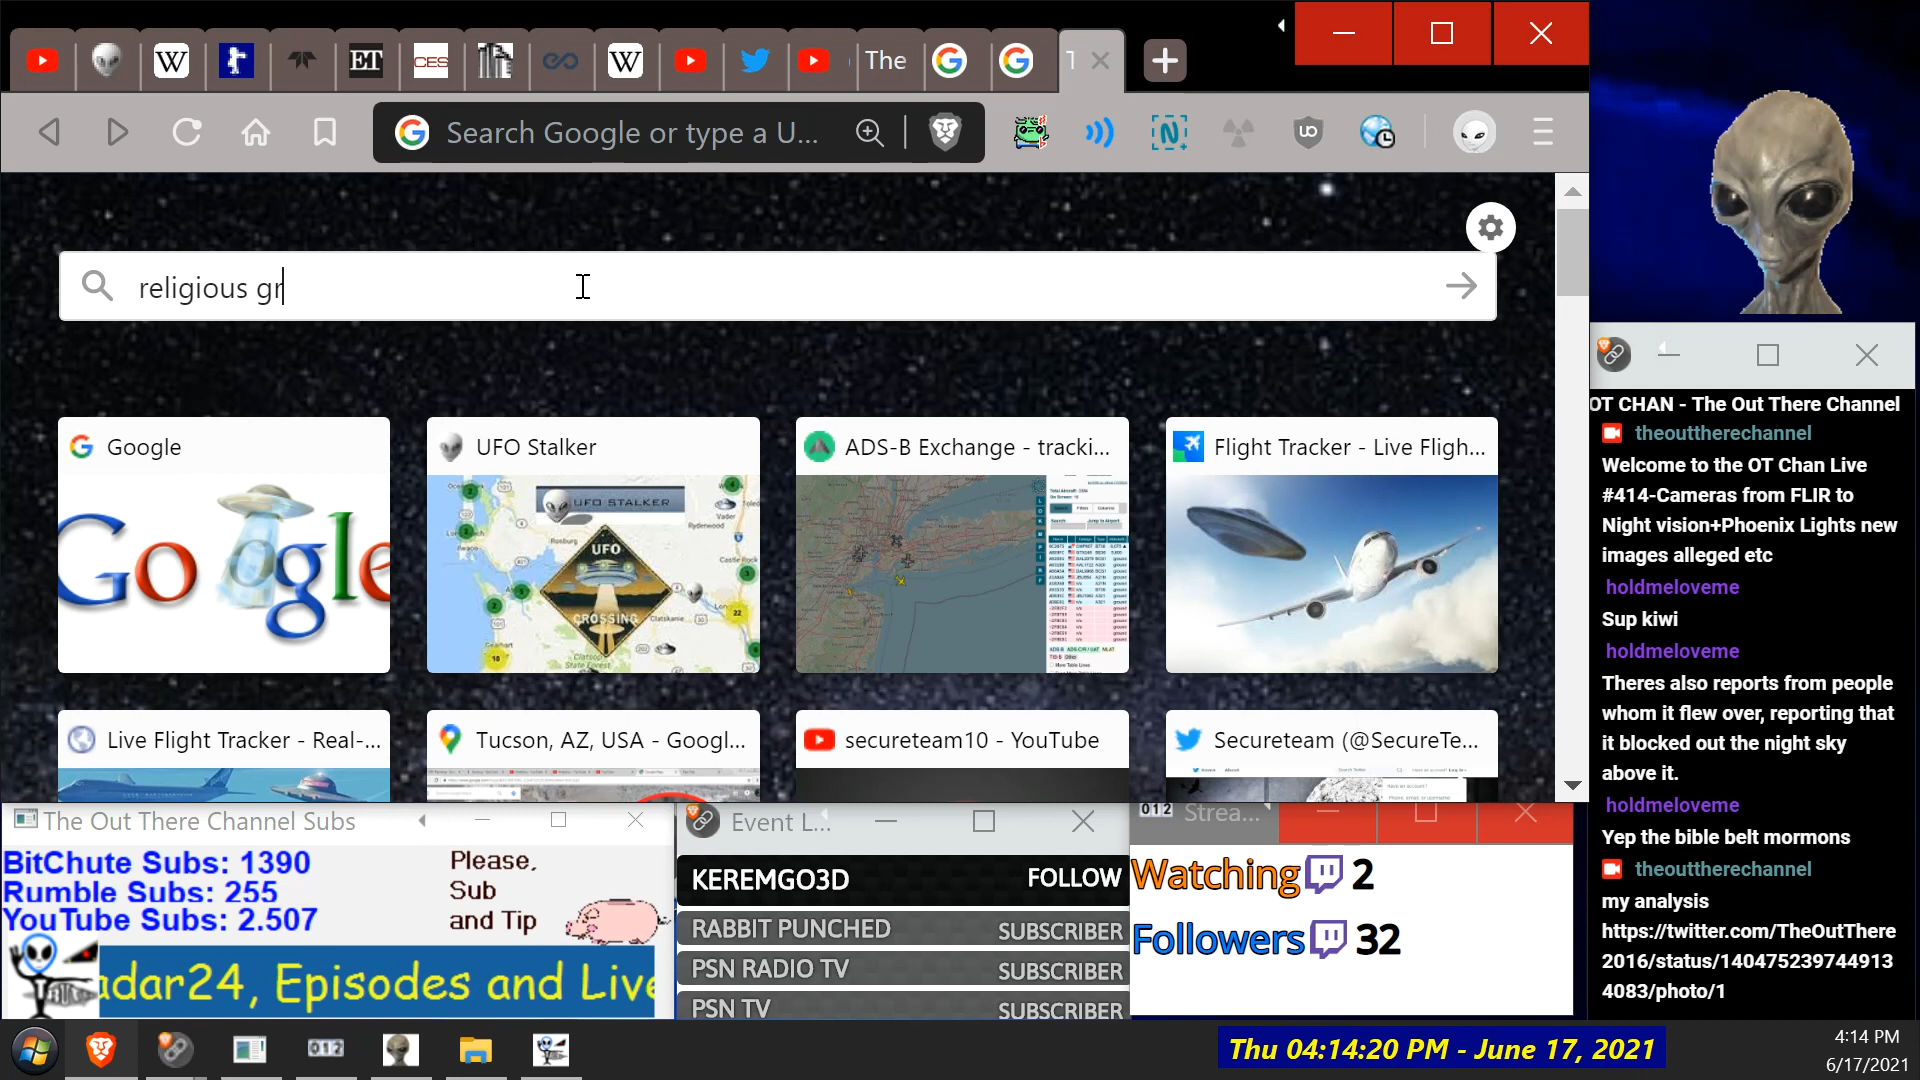 The
Search Google or type a U...
religious gr
Google
UFO Stalker
ADS-B Exchange - tracki...
Flight Tracker - Live Fligh...
Google
UFO STALKER
UFO
CROSSING
Live Flight Tracker - Real-...
Tucson, AZ, USA - Googl...
secureteam10 - YouTube
Secureteam (@SecureTe...
OT CHAN - The Out There Channel
theouttherechannel
Welcome to the OT Chan Live
#414-Cameras from FLIR to
Night vision+Phoenix Lights new
images alleged etc
holdmeloveme
Sup kiwi
holdmeloveme
Theres also reports from people
whom it flew over, reporting that
it blocked out the night sky
above it.
holdmeloveme
Yep the bible belt mormons
theouttherechannel
my analysis
https://twitter.com/TheOutThere
2016/status/140475239744913
4083/photo/1
The Out There Channel Subs
BitChute Subs: 1390
Rumble Subs: 255
YouTube Subs: 2.507
Please,
Sub
and Tip
adar24, Episodes and Live
Event L...
KEREMGO3D FOLLOW
RABBIT PUNCHED SUBSCRIBER
PSN RADIO TV SUBSCRIBER
PSN TV SUBSCRIBER
012 Strea...
Watching 2
Followers 32
012
Thu 04:14:20 PM - June 17, 2021
4:14 PM
6/17/2021